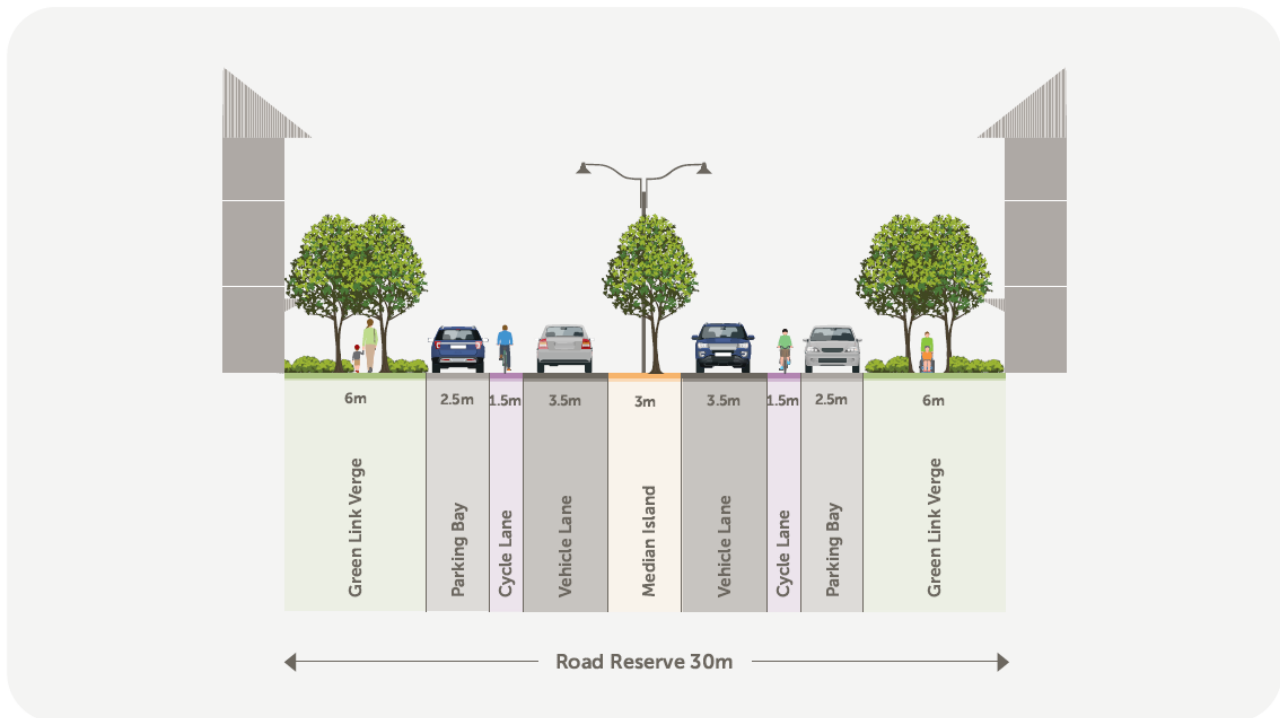 6m
2.5m
1.5m
3.5m
3m
3.5m
1.5m
2.5m
6m
Green Link Verge
Parking Bay
Cycle Lane
Vehicle Lane
Median Island
Vehicle Lane
Cycle Lane
Parking Bay
Green Link Verge
Road Reserve 30m